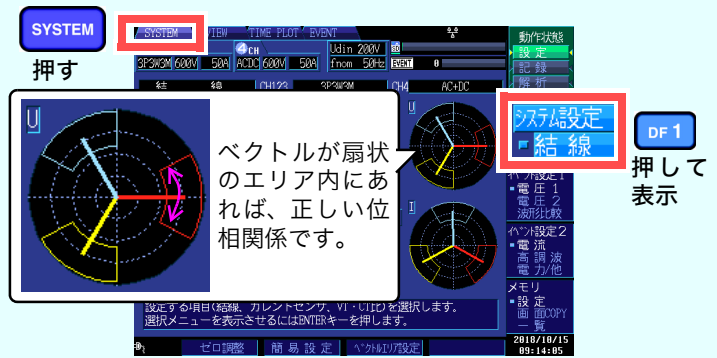 SYSTEM
押す
SYSTEM VIEW TIME PLOT EVENT
4CH
Udin 200V SD
3P3W3M 600V 50A ACDC 600V 50A fnom 50Hz EVENT 0
結 線 CH123 3P3W3M CH4 AC+DC
U
ベクトルが扇状
のエリア内にあ
れば、正しい位
相関係です。
U
I
設定する項目(結線、カレントセンサ、VT・CT比)を選択します。
選択メニューを表示させるにはENTERキーを押します。
ゼロ調整 簡易設定 ベクトルエリア設定
動作状態
設 定
記 録
解 析
システム設定
結 線
DF 1
押して
表示
イベント設定1
電 圧 1
電 圧 2
波形比較
イベント設定2
電 流
高 調 波
電 力/他
メモリ
設 定
画 面COPY
一 覧
2018/10/15
09:14:05